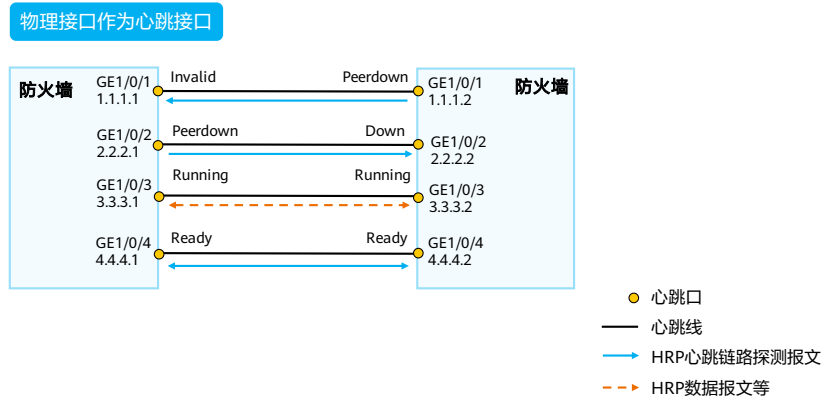 物理接口作为心跳接口
防火墙
GE1/0/1
1.1.1.1
Invalid
Peerdown
GE1/0/1
1.1.1.2
防火墙
GE1/0/2
2.2.2.1
Peerdown
Down
GE1/0/2
2.2.2.2
GE1/0/3
3.3.3.1
Running
Running
GE1/0/3
3.3.3.2
GE1/0/4
4.4.4.1
Ready
Ready
GE1/0/4
4.4.4.2
心跳口
心跳线
HRP心跳链路探测报文
HRP数据报文等